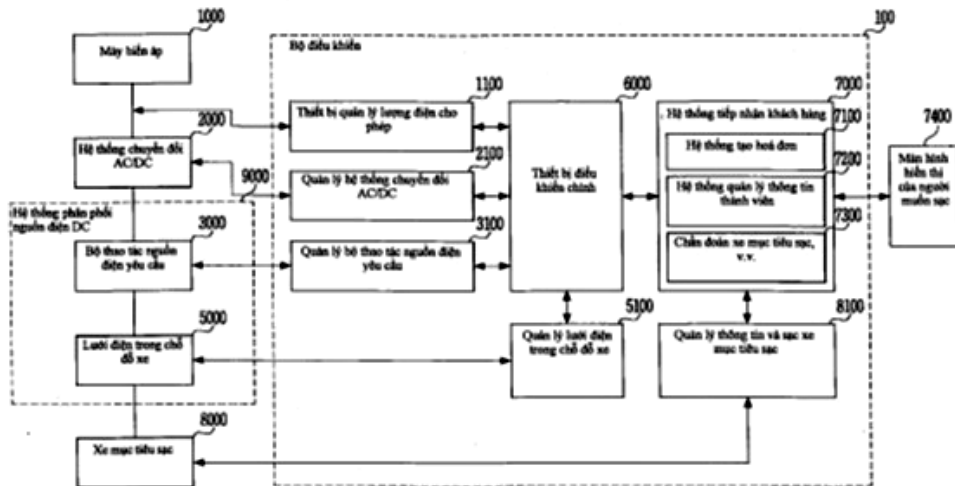 1000
100
Máy biến áp
Bộ điều khiển
1100
6000
7000
Thiết bị quản lý lượng điện cho
phép
Thiết bị điều
khiển chính
Hệ thống tiếp nhận khách hàng
7100
Hệ thống tạo hoá đơn
7400
Màn hình
hiển thị
của người
muốn sạc
2000
Hệ thống chuyển đổi
AC/DC
2100
Quản lý hệ thống chuyển đổi
AC/DC
7200
Hệ thống quản lý thông tin
thành viên
9000
Hệ thống phân phối
nguồn điện DC
3000
Bộ thao tác nguồn
điện yêu cầu
3100
Quản lý bộ thao tác nguồn điện
yêu cầu
7300
Chẩn đoán xe mục tiêu sạc,
v.v.
5000
Lưới điện trong chỗ
đỗ xe
5100
Quản lý lưới điện
trong chỗ đỗ xe
8100
Quản lý thông tin và sạc xe
mục tiêu sạc
8000
Xe mục tiêu sạc